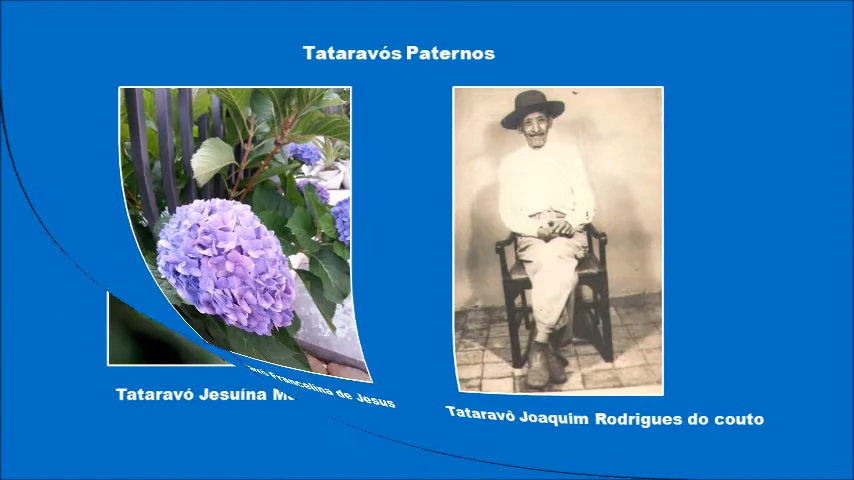 Tataravós Paternos
Tataravó Jesuína
Francelina de Jesus
Tataravô Joaquim Rodrigues do couto